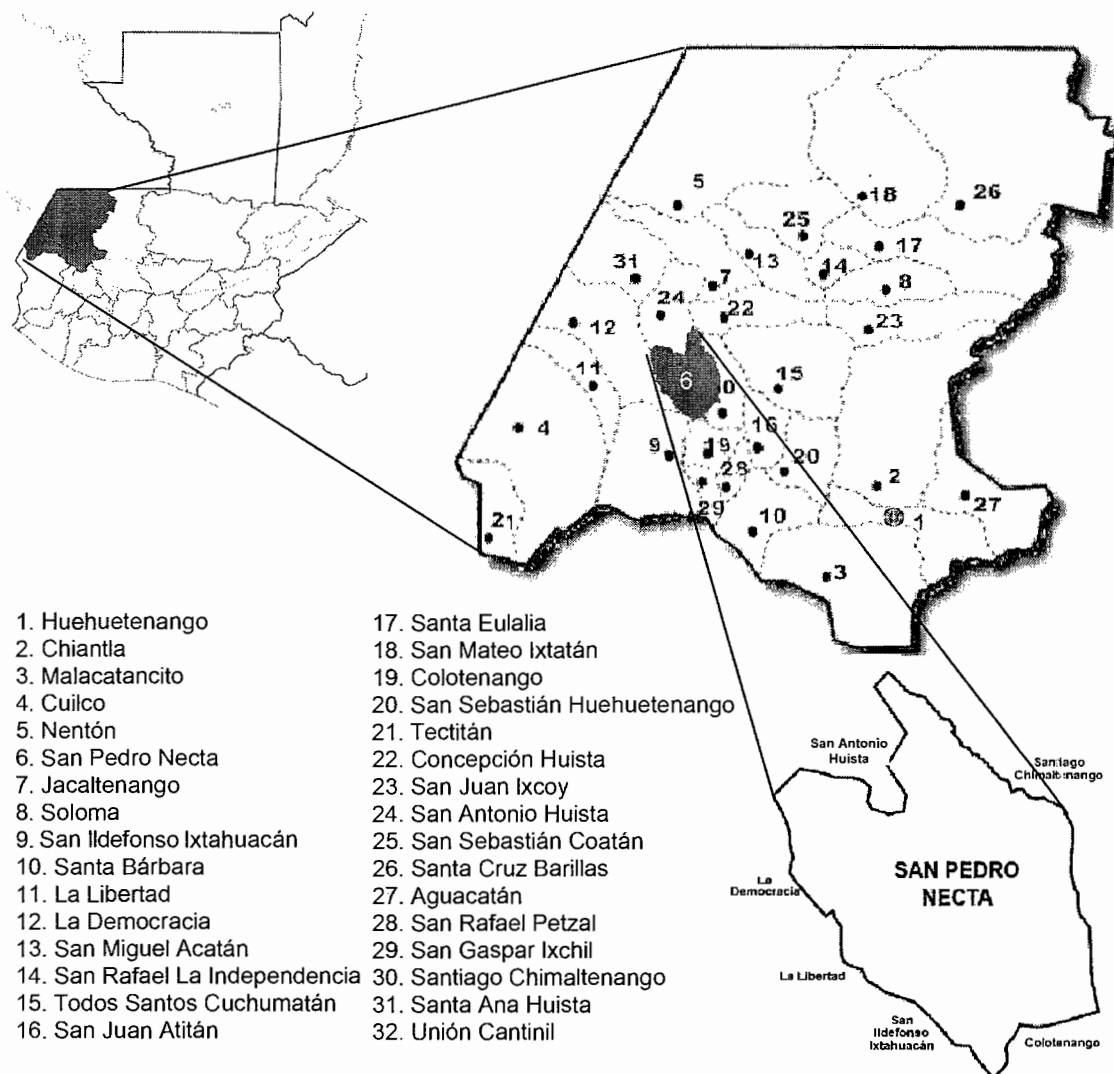 5
18
26
25
17
13
14
31
7
8
24
22
12
23
11
6
15
0
4
9
19
16
20
28
2
27
21
29
10
1
3
1. Huehuetenango
2. Chiantla
3. Malacatancito
4. Cuilco
5. Nentón
6. San Pedro Necta
7. Jacaltenango
8. Soloma
9. San Ildefonso Ixtahuacán
10. Santa Bárbara
11. La Libertad
12. La Democracia
13. San Miguel Acatán
14. San Rafael La Independencia
15. Todos Santos Cuchumatán
16. San Juan Atitán
17. Santa Eulalia
18. San Mateo Ixtatán
19. Colotenango
20. San Sebastián Huehuetenango
21. Tectitán
22. Concepción Huista
23. San Juan Ixcoy
24. San Antonio Huista
25. San Sebastián Coatán
26. Santa Cruz Barillas
27. Aguacatán
28. San Rafael Petzal
29. San Gaspar Ixchil
30. Santiago Chimaltenango
31. Santa Ana Huista
32. Unión Cantinil
San Antonio
Huista
Santiago
Chimaltenango
SAN PEDRO
NECTA
La
Democracia
La Libertad
San
Ildefonso
Ixtahuacán
Colotenango